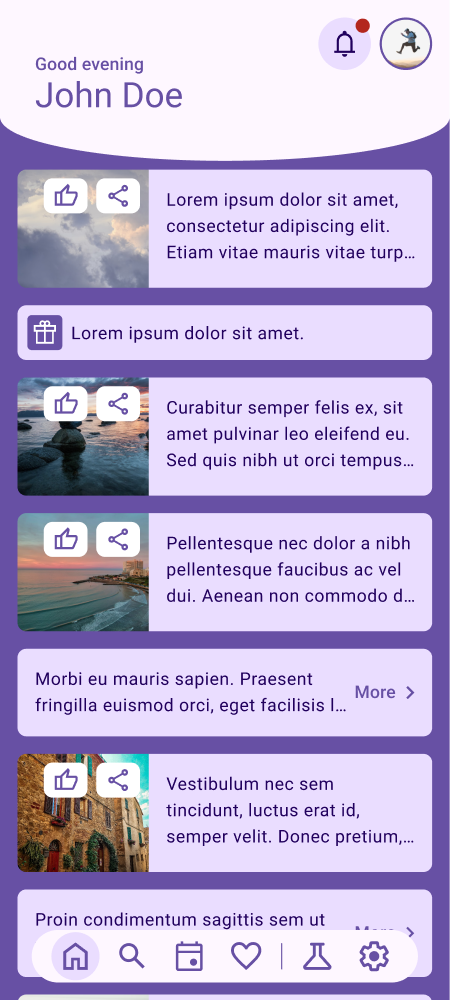 Good evening
John Doe
Lorem ipsum dolor sit amet,
consectetur adipiscing elit.
Etiam vitae mauris vitae turp…
Lorem ipsum dolor sit amet.
Curabitur semper felis ex, sit
amet pulvinar leo eleifend eu.
Sed quis nibh ut orci tempus…
Pellentesque nec dolor a nibh
pellentesque faucibus ac vel
dui. Aenean non commodo d…
Morbi eu mauris sapien. Praesent
fringilla euismod orci, eget facilisis l…
More
Vestibulum nec sem
tincidunt, luctus erat id,
semper velit. Donec pretium,…
Proin condimentum sagittis sem ut
More